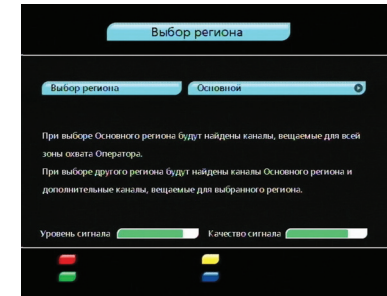 Выбор региона
Выбор региона Основной
При выборе Основного региона будут найдены каналы, вещаемые для всей
зоны охвата Оператора.
При выборе другого региона будут найдены каналы Основного региона и
дополнительные каналы, вещаемые для выбранного региона.
Уровень сигнала Качество сигнала